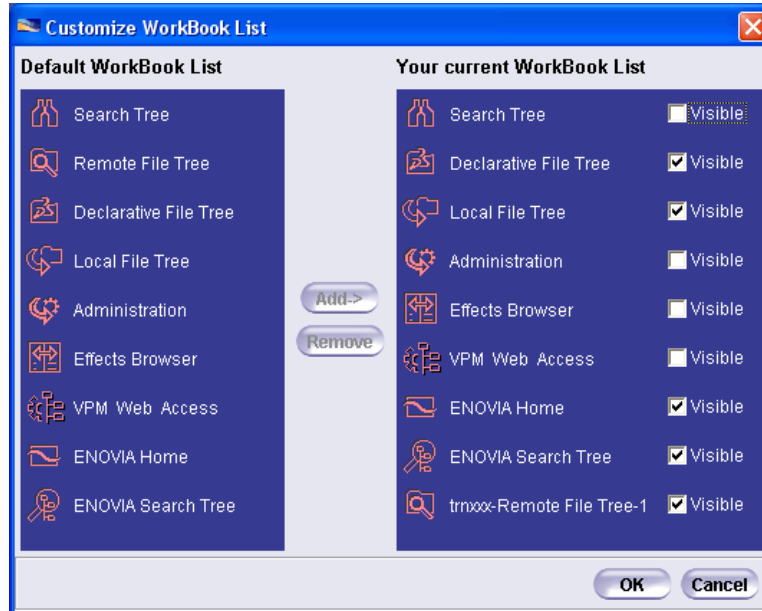 Customize WorkBook List
Default WorkBook List
Search Tree
Remote File Tree
Declarative File Tree
Local File Tree
Administration
Effects Browser
VPM Web Access
ENOVIA Home
ENOVIA Search Tree
Add->
Remove
Your current WorkBook List
Search Tree Visible
Declarative File Tree Visible
Local File Tree Visible
Administration Visible
Effects Browser Visible
VPM Web Access Visible
ENOVIA Home Visible
ENOVIA Search Tree Visible
trnxxx-Remote File Tree-1 Visible
OK Cancel